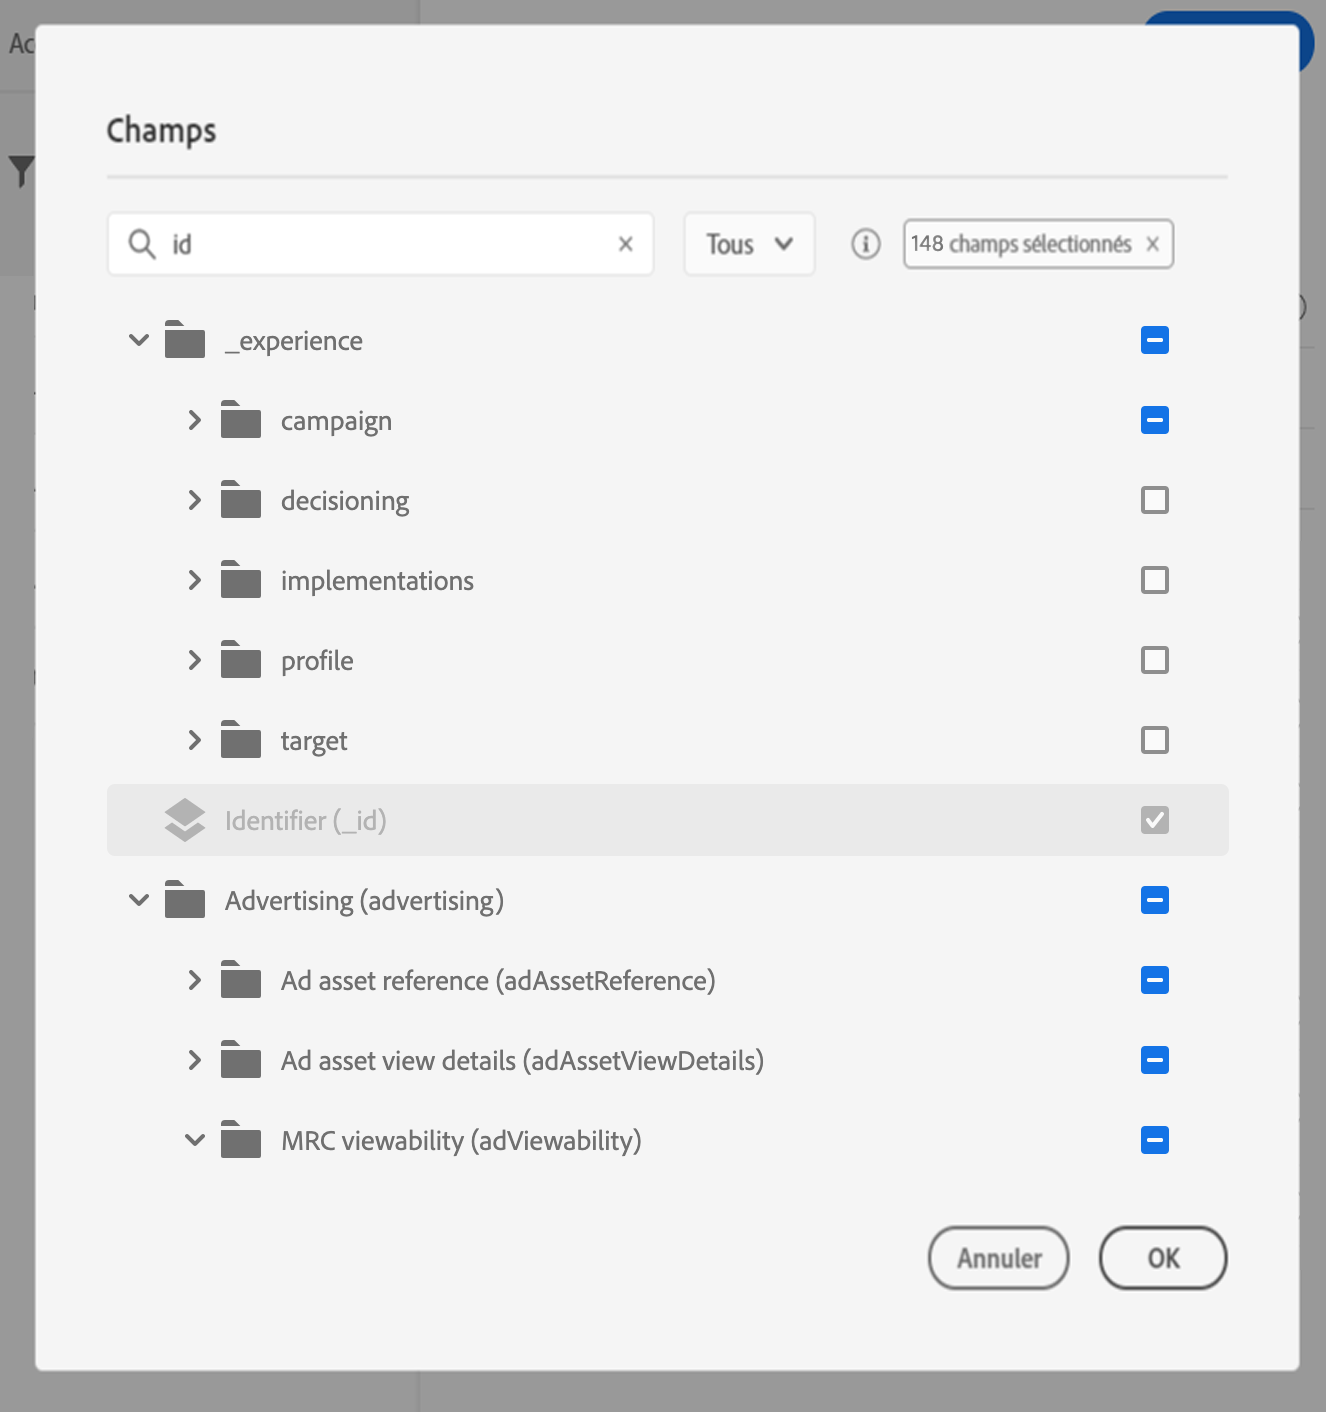 Champs
id
Tous
148 champs sélectionnés
_experience
campaign
decisioning
implementations
profile
target
Identifier (_id)
Advertising (advertising)
Ad asset reference (adAssetReference)
Ad asset view details (adAssetViewDetails)
MRC viewability (adViewability)
Annuler
OK